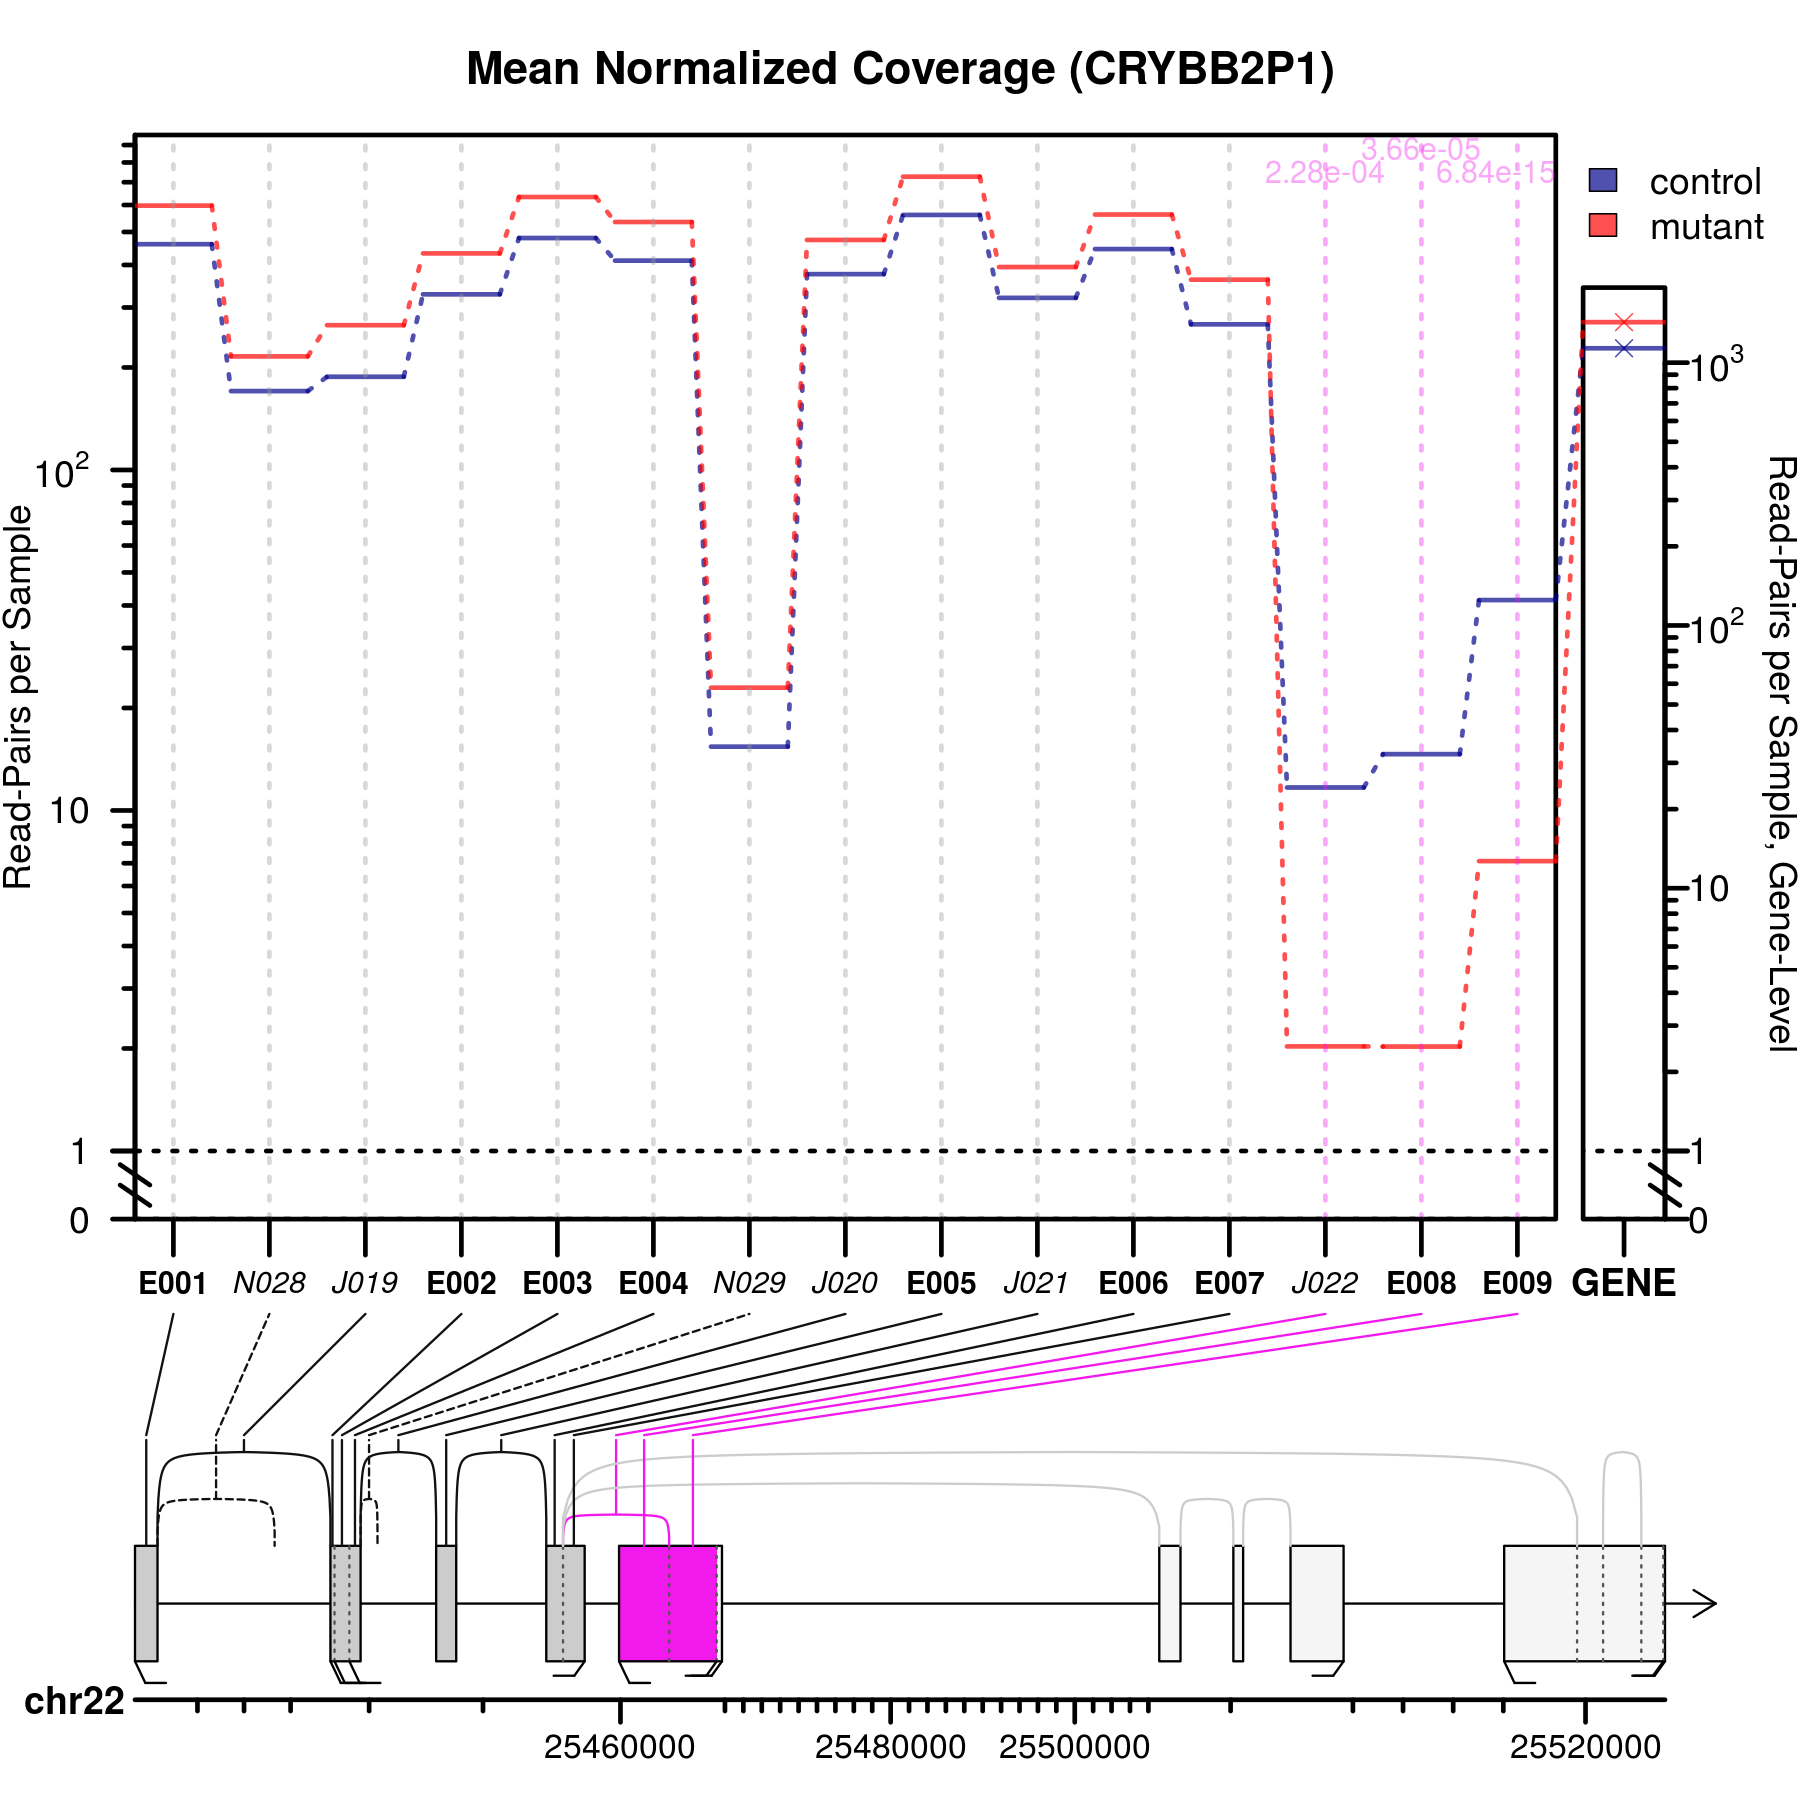 Mean Normalized Coverage (CRYBB2P1)
3.66e-05
2.28e-04
6.84e-15
control
mutant
Read-Pairs per Sample
10²
10
1
0
10³
10²
10
1
0
Read-Pairs per Sample, Gene-Level
E001 N028 J019 E002 E003 E004 N029 J020 E005 J021 E006 E007 J022 E008 E009 GENE
chr22
25460000 25480000 25500000 25520000